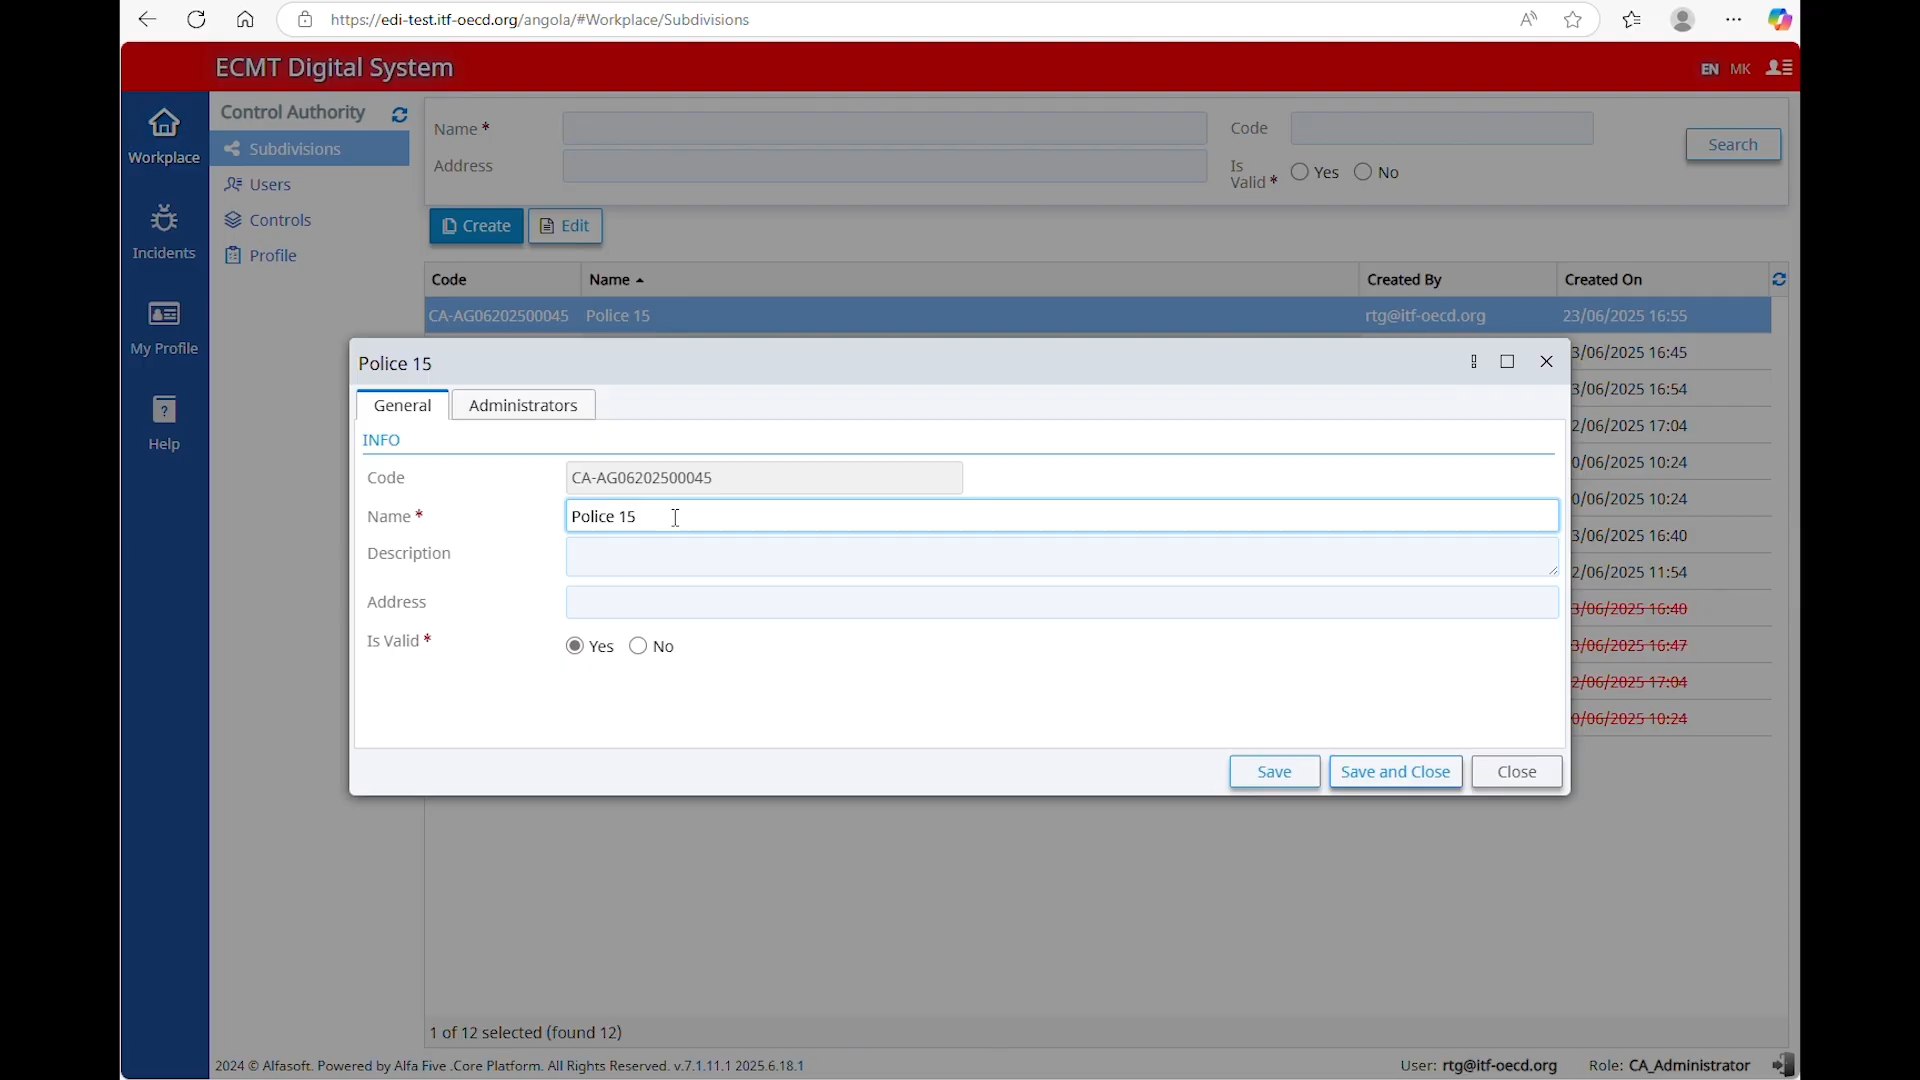 https://edi-test.itf-oecd.org/angola/#Workplace/Subdivisions
ECMT Digital System
EN MK
Workplace
Incidents
My Profile
Help
Control Authority
Subdivisions
Users
Controls
Profile
Name *
Code
Address
Is Valid *
Yes No
Search
Create Edit
Code Name Created By Created On
CA-AG06202500045 Police 15 rtg@itf-oecd.org 23/06/2025 16:55
3/06/2025 16:45
3/06/2025 16:54
2/06/2025 17:04
0/06/2025 10:24
0/06/2025 10:24
3/06/2025 16:40
2/06/2025 11:54
3/06/2025 16:40
3/06/2025 16:47
2/06/2025 17:04
0/06/2025 10:24
Police 15
General Administrators
INFO
Code CA-AG06202500045
Name * Police 15
Description
Address
Is Valid * Yes No
Save Save and Close Close
1 of 12 selected (found 12)
2024 © Alfasoft. Powered by Alfa Five .Core Platform. All Rights Reserved. v.7.1.11.1 2025.6.18.1
User: rtg@itf-oecd.org Role: CA_Administrator